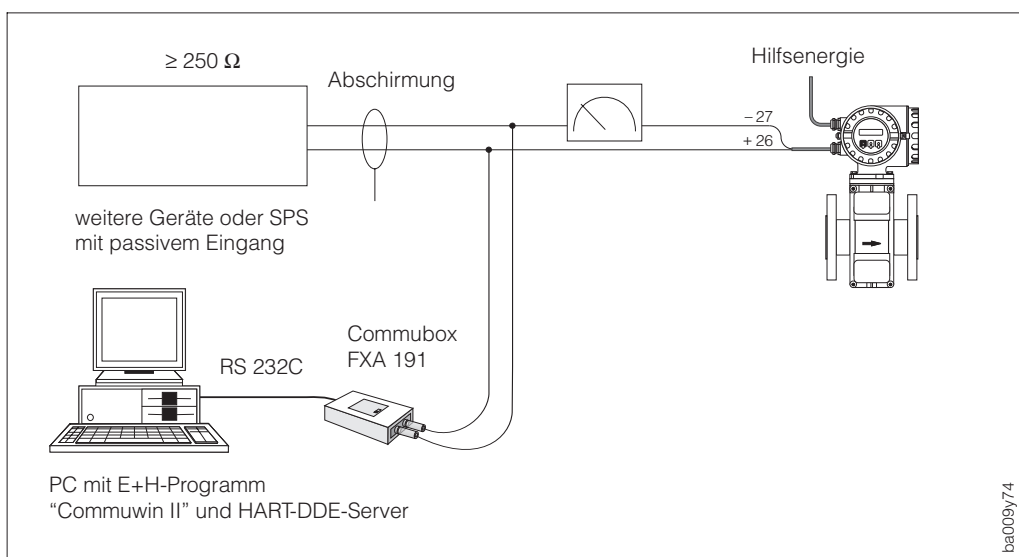 ≥ 250 Ω
Abschirmung
Hilfsenergie
– 27
+ 26
weitere Geräte oder SPS
mit passivem Eingang
Commubox
FXA 191
RS 232C
PC mit E+H-Programm
“Commuwin II” und HART-DDE-Server
ba009y74